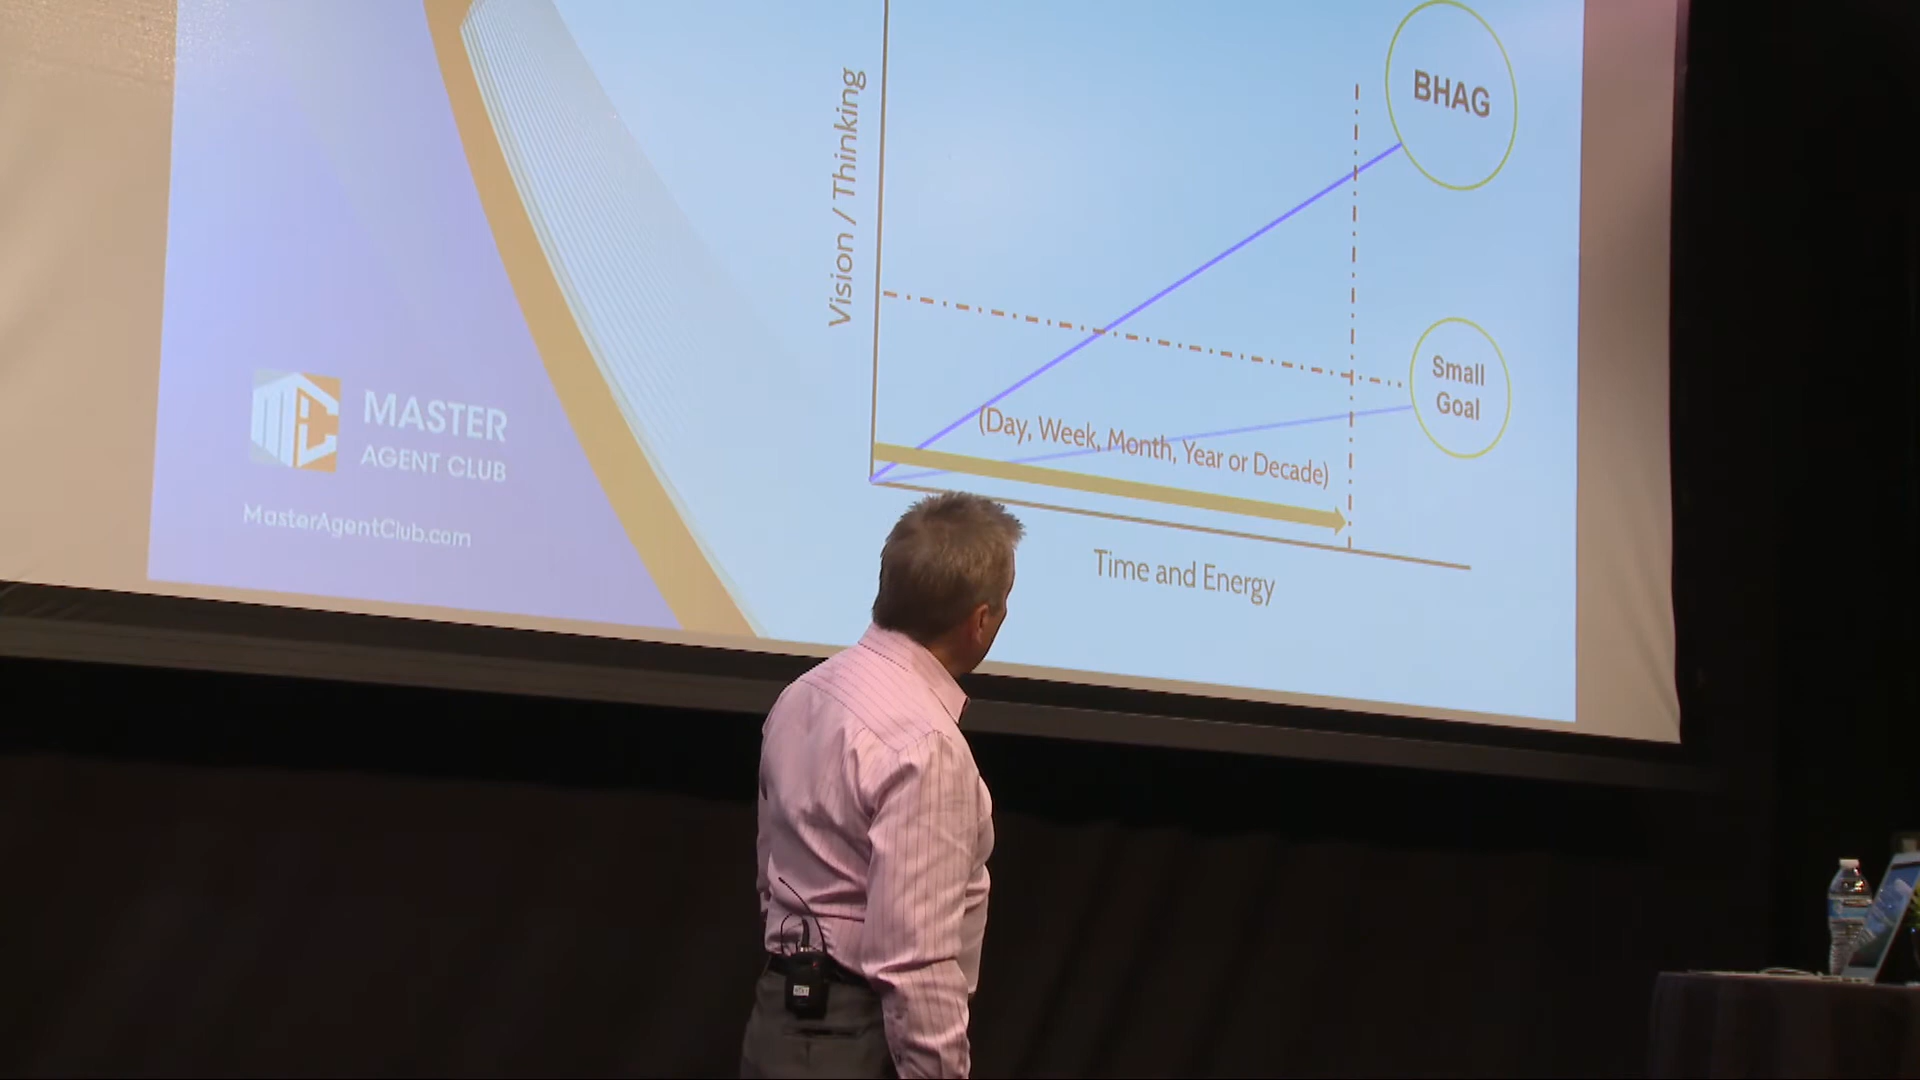 BHAG
Vision / Thinking
Small
Goal
(Day, Week, Month, Year or Decade)
Time and Energy
MASTER
AGENT CLUB
MasterAgentClub.com